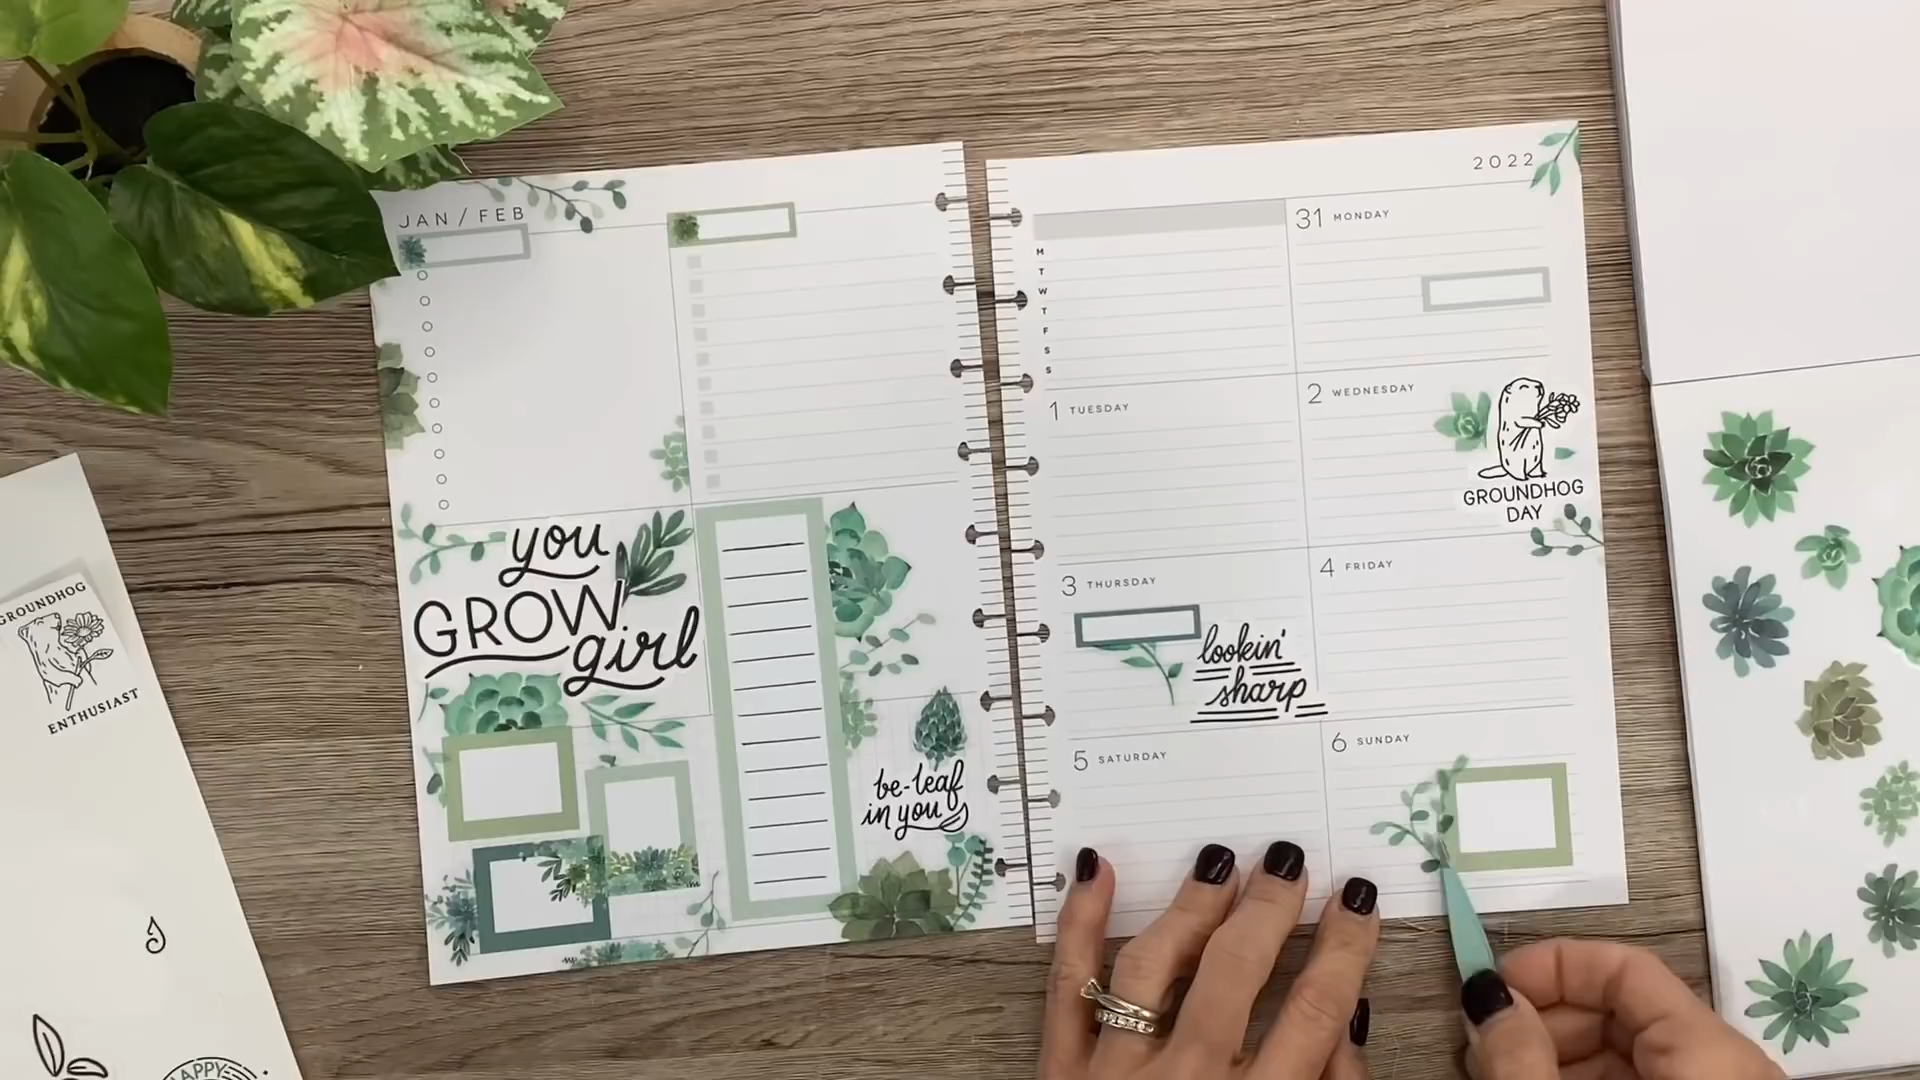 JAN / FEB
you
GROW
girl
be-leaf
in you
2022
M
T
W
T
F
S
S
31 MONDAY
1 TUESDAY
2 WEDNESDAY
GROUNDHOG
DAY
3 THURSDAY
lookin'
sharp
4 FRIDAY
5 SATURDAY
6 SUNDAY
GROUNDHOG
ENTHUSIAST
HAPPY